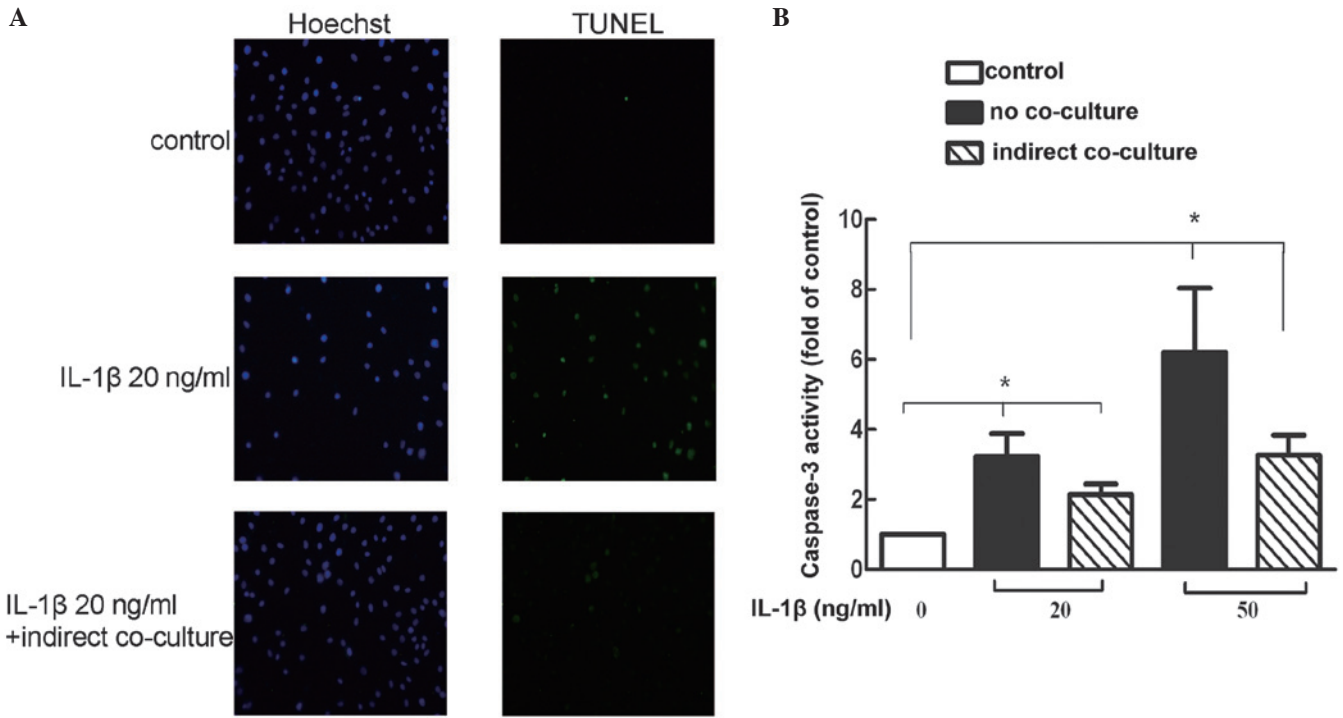 A
Hoechst
TUNEL
control
IL-1β 20 ng/ml
IL-1β 20 ng/ml
+indirect co-culture
B
control
no co-culture
indirect co-culture
Caspase-3 activity (fold of control)
10
8
6
4
2
0
*
*
IL-1β (ng/ml) 0 20 50